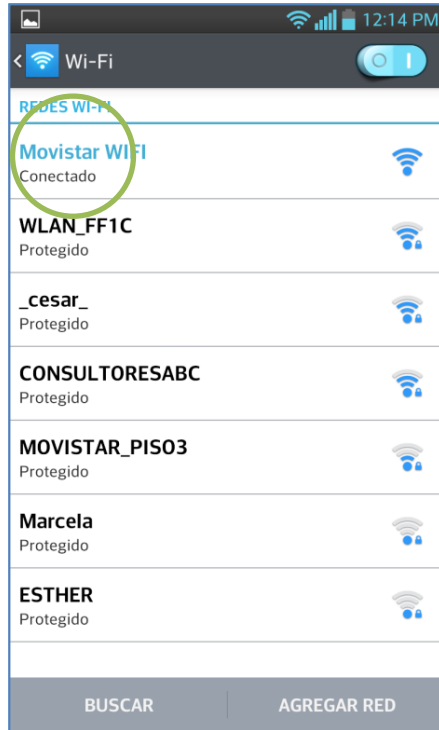 12:14 PM
Wi-Fi
REDES WI-FI
Movistar WIFI
Conectado
WLAN_FF1C
Protegido
_cesar_
Protegido
CONSULTORESABC
Protegido
MOVISTAR_PISO3
Protegido
Marcela
Protegido
ESTHER
Protegido
BUSCAR AGREGAR RED